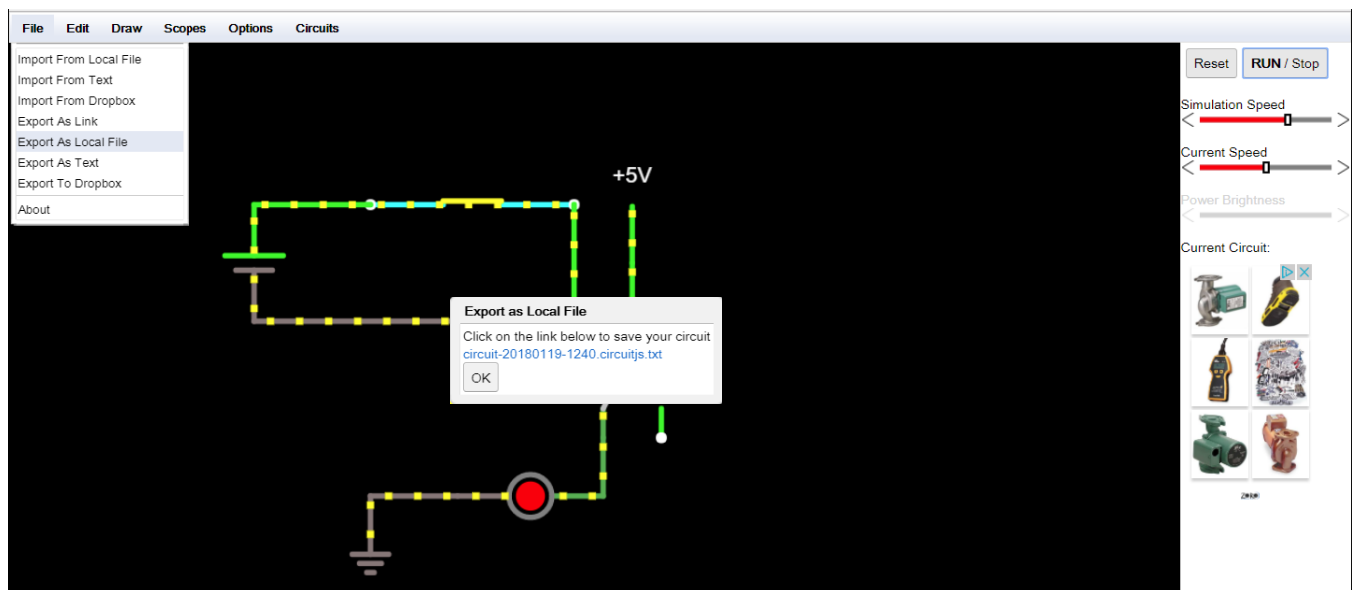 File Edit Draw Scopes Options Circuits
Import From Local File
Import From Text
Import From Dropbox
Export As Link
Export As Local File
Export As Text
Export To Dropbox
About
+5V
Export as Local File
Click on the link below to save your circuit
circuit-20180119-1240.circuitjs.txt
OK
Reset RUN / Stop
Simulation Speed
Current Speed
Power Brightness
Current Circuit: